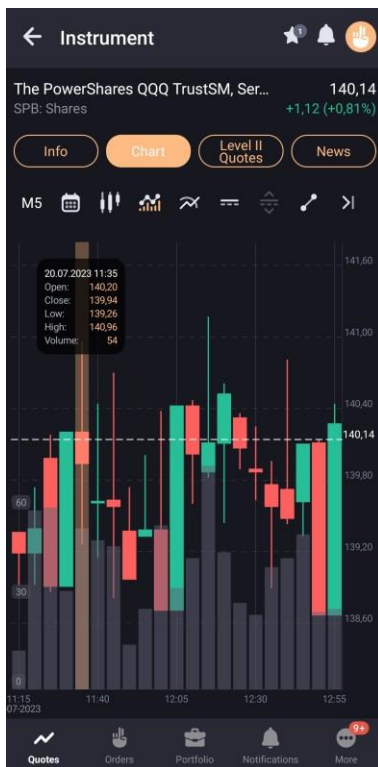 Instrument
1
The PowerShares QQQ TrustSM, Ser...
140,14
SPB: Shares
+1,12 (+0,81%)
Info
Chart
Level II
Quotes
News
M5
141,60
20.07.2023 11:35
Open: 140,20
Close: 139,94
Low: 139,26
High: 140,96
Volume: 54
141,00
140,40
140,14
139,80
60
139,20
30
138,60
0
11:15 11:40 12:05 12:30 12:55
07-2023
9+
Quotes
Orders
Portfolio
Notifications
More